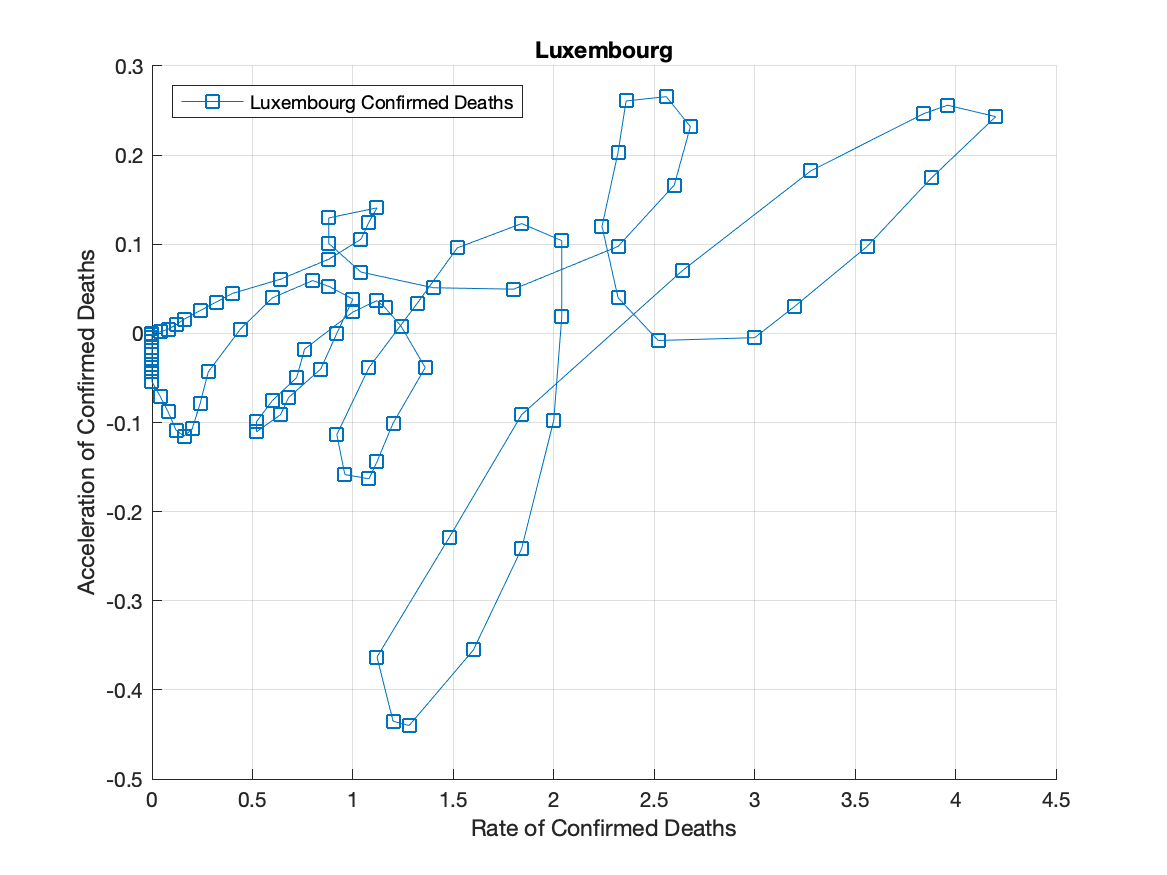 Luxembourg
Luxembourg Confirmed Deaths
Acceleration of Confirmed Deaths
0.3
0.2
0.1
0
-0.1
-0.2
-0.3
-0.4
-0.5
0 0.5 1 1.5 2 2.5 3 3.5 4 4.5
Rate of Confirmed Deaths